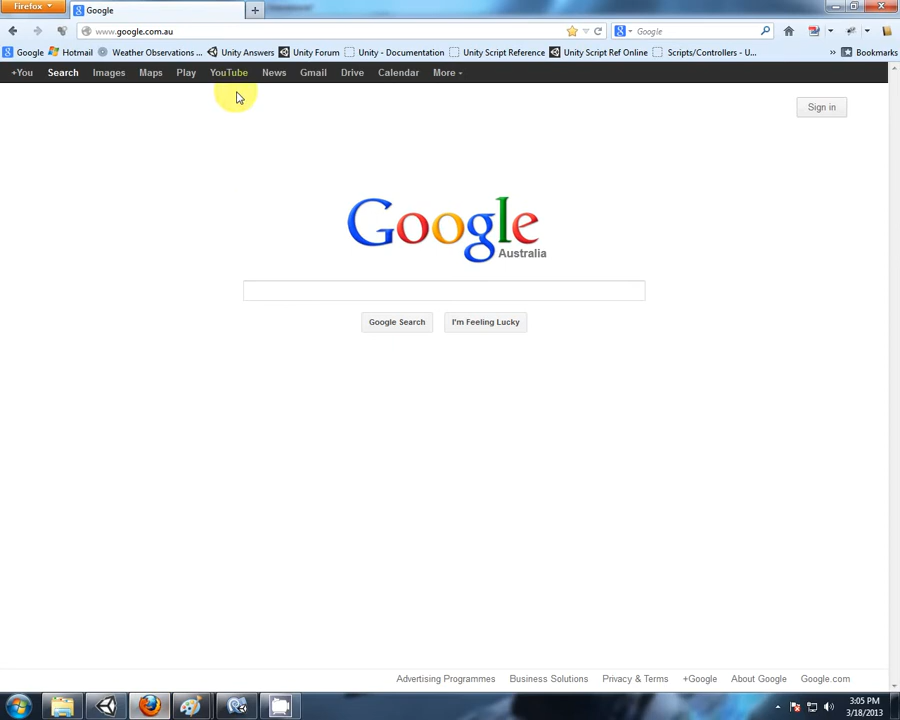 Firefox
Google
www.google.com.au
Google
Google Hotmail Weather Observations ... Unity Answers Unity Forum Unity - Documentation Unity Script Reference Unity Script Ref Online Scripts/Controllers - U... » Bookmarks
+You Search Images Maps Play YouTube News Gmail Drive Calendar More
Sign in
Google
Australia
Google Search I'm Feeling Lucky
Advertising Programmes Business Solutions Privacy & Terms +Google About Google Google.com
3:05 PM
3/18/2013